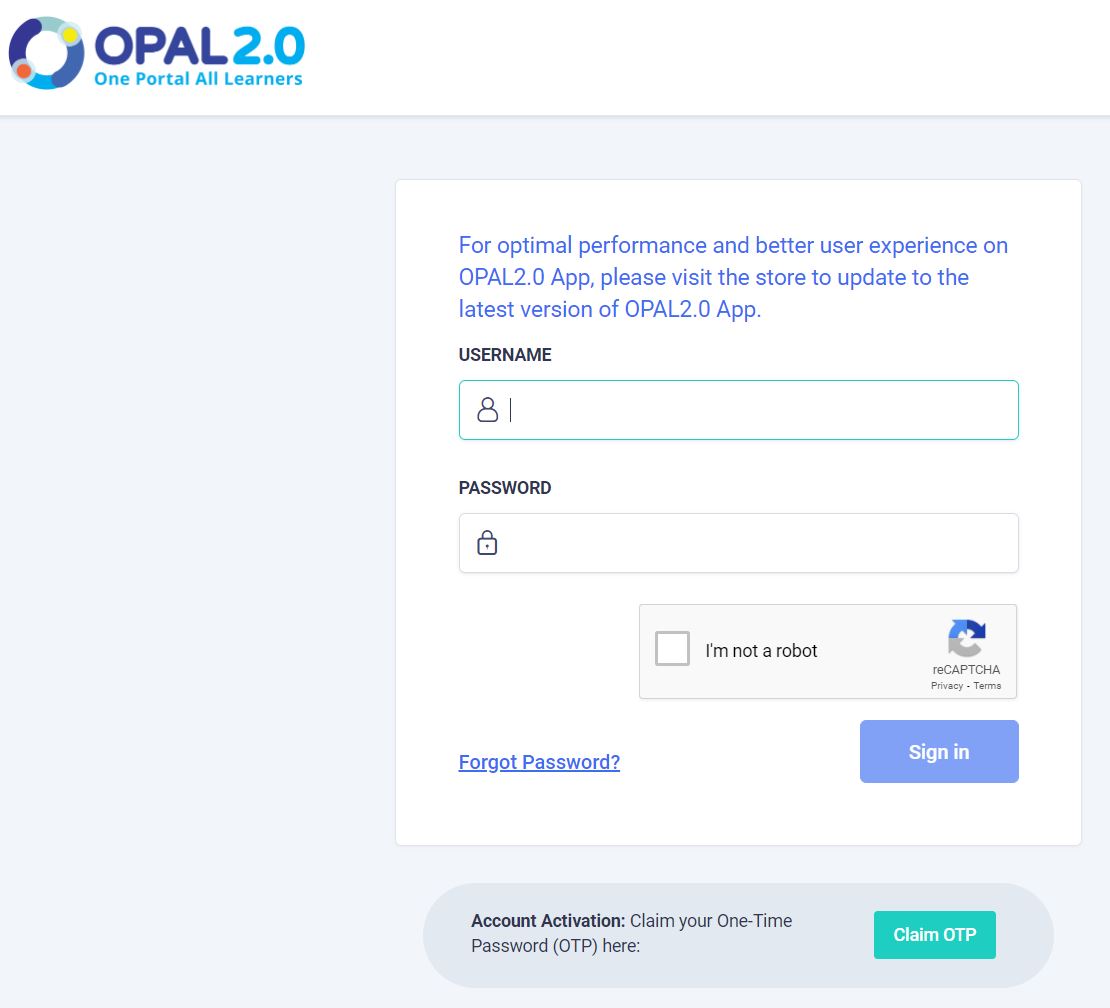 OPAL2.0
One Portal All Learners
For optimal performance and better user experience on
OPAL2.0 App, please visit the store to update to the
latest version of OPAL2.0 App.
USERNAME
PASSWORD
I'm not a robot
reCAPTCHA
Privacy - Terms
Forgot Password?
Sign in
Account Activation: Claim your One-Time
Password (OTP) here:
Claim OTP